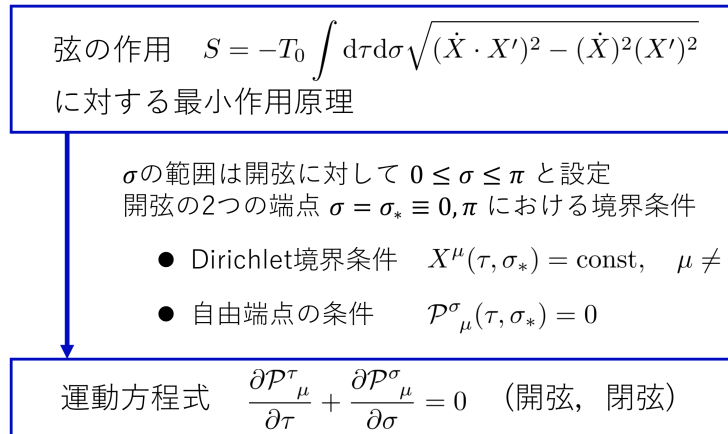 弦の作用 S = −T₀ ∫ dτdσ √((Ẋ · X′)² − (Ẋ)²(X′)²)
に対する最小作用原理
σの範囲は開弦に対して 0 ≤ σ ≤ π と設定
開弦の2つの端点 σ = σ∗ ≡ 0, π における境界条件
● Dirichlet境界条件 X^μ(τ, σ∗) = const, μ ≠
● 自由端点の条件 𝒫^σ_μ(τ, σ∗) = 0
運動方程式 ∂𝒫^τ_μ/∂τ + ∂𝒫^σ_μ/∂σ = 0 (開弦, 閉弦)